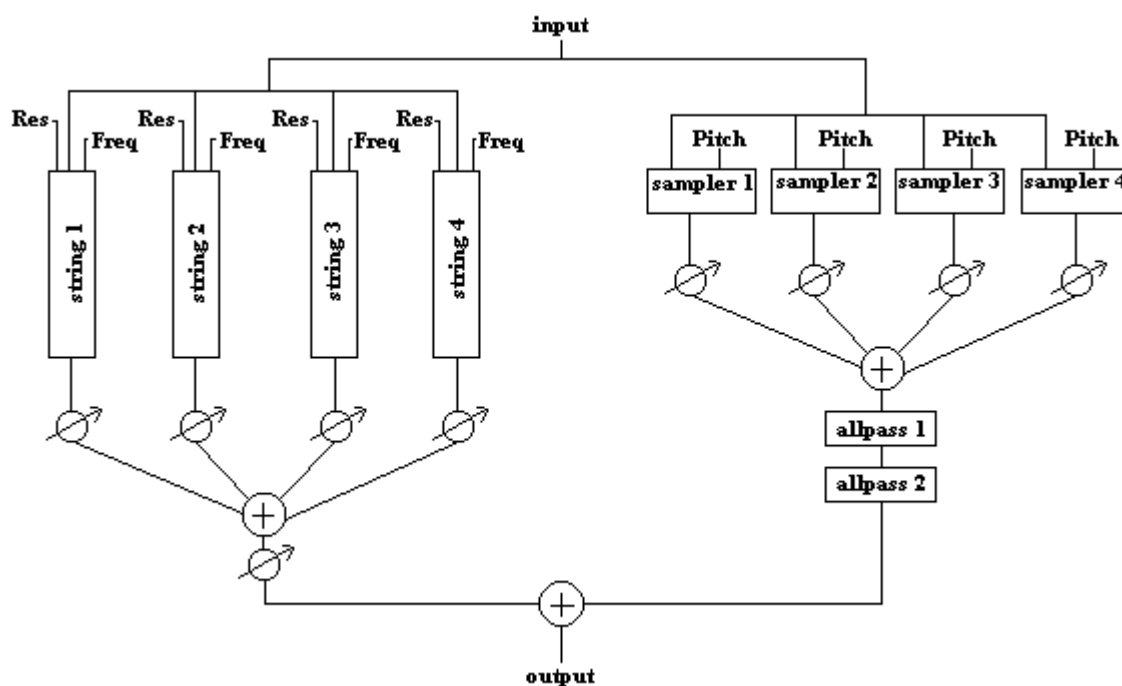 input
Res
Freq
Res
Freq
Res
Freq
Res
Freq
Pitch
Pitch
Pitch
Pitch
sampler 1
sampler 2
sampler 3
sampler 4
string 1
string 2
string 3
string 4
+
allpass 1
allpass 2
+
+
output